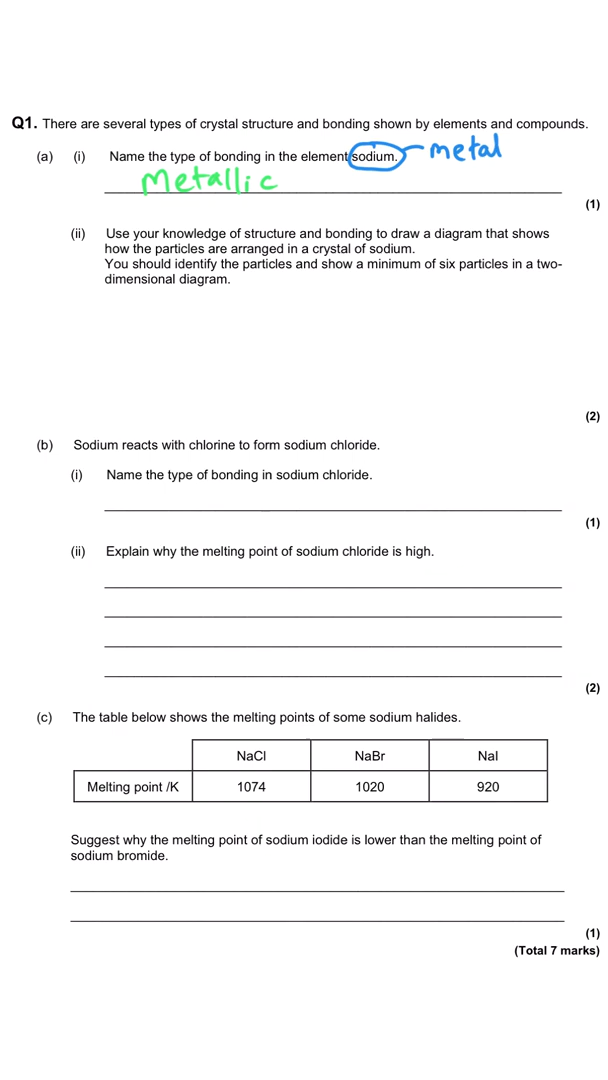 Q1. There are several types of crystal structure and bonding shown by elements and compounds.
(a) (i) Name the type of bonding in the element sodium. metal
Metallic
(1)
(ii) Use your knowledge of structure and bonding to draw a diagram that shows
how the particles are arranged in a crystal of sodium.
You should identify the particles and show a minimum of six particles in a two-
dimensional diagram.
(2)
(b) Sodium reacts with chlorine to form sodium chloride.
(i) Name the type of bonding in sodium chloride.
(1)
(ii) Explain why the melting point of sodium chloride is high.
(2)
(c) The table below shows the melting points of some sodium halides.
NaCl NaBr NaI
Melting point /K 1074 1020 920
Suggest why the melting point of sodium iodide is lower than the melting point of
sodium bromide.
(1)
(Total 7 marks)